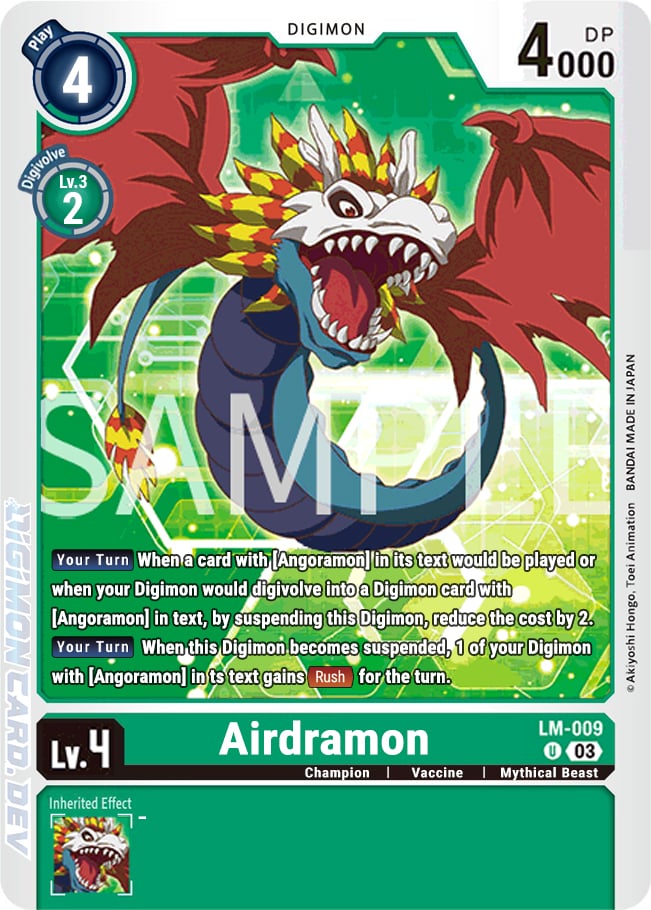 DIGIMON
Play
4
DP
4000
Digivolve
Lv.3
2
SAMPLE
Your Turn When a card with [Angoramon] in its text would be played or
when your Digimon would digivolve into a Digimon card with
[Angoramon] in text, by suspending this Digimon, reduce the cost by 2.
Your Turn When this Digimon becomes suspended, 1 of your Digimon
with [Angoramon] in ts text gains Rush for the turn.
© Akiyoshi Hongo, Toei Animation BANDAI MADE IN JAPAN
DIGIMONCARD.DEV
Lv.4
Airdramon
LM-009
U 03
Champion | Vaccine | Mythical Beast
Inherited Effect
-